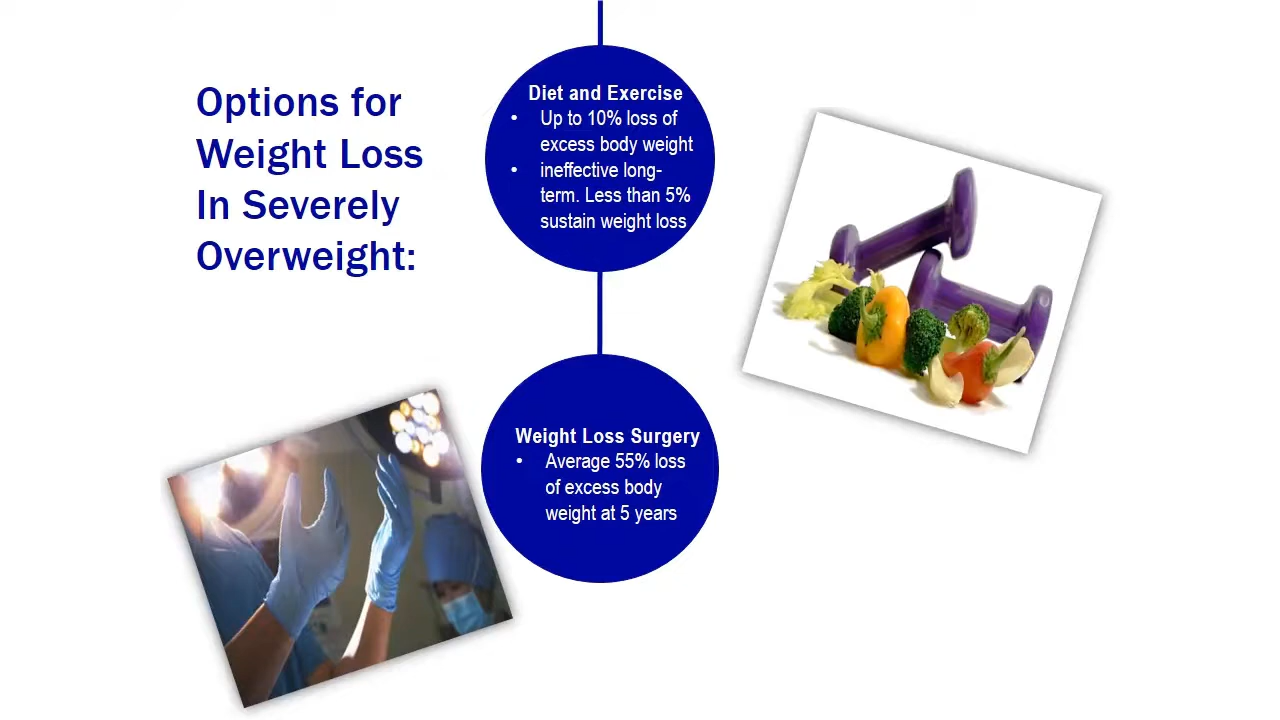 Options for
Weight Loss
In Severely
Overweight:
Diet and Exercise
• Up to 10% loss of
excess body weight
• ineffective long-
term. Less than 5%
sustain weight loss
Weight Loss Surgery
• Average 55% loss
of excess body
weight at 5 years